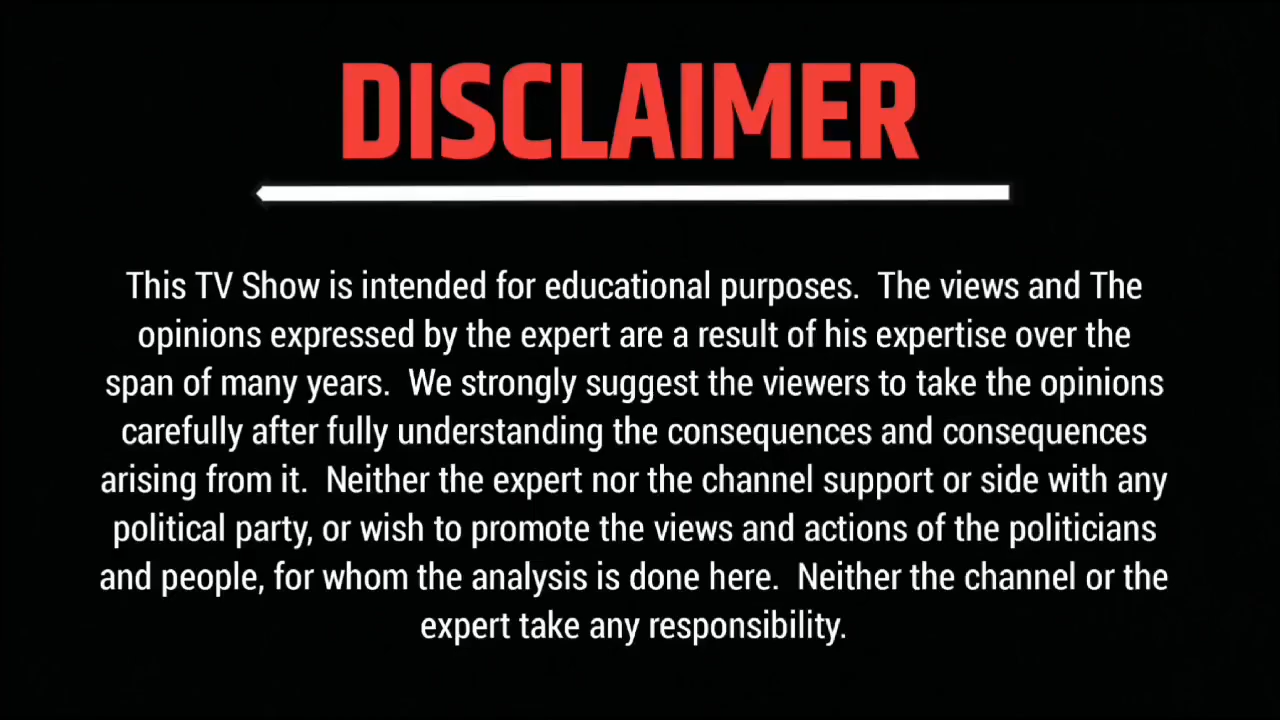 DISCLAIMER
This TV Show is intended for educational purposes.  The views and The
opinions expressed by the expert are a result of his expertise over the
span of many years.  We strongly suggest the viewers to take the opinions
carefully after fully understanding the consequences and consequences
arising from it.  Neither the expert nor the channel support or side with any
political party, or wish to promote the views and actions of the politicians
and people, for whom the analysis is done here.  Neither the channel or the
expert take any responsibility.